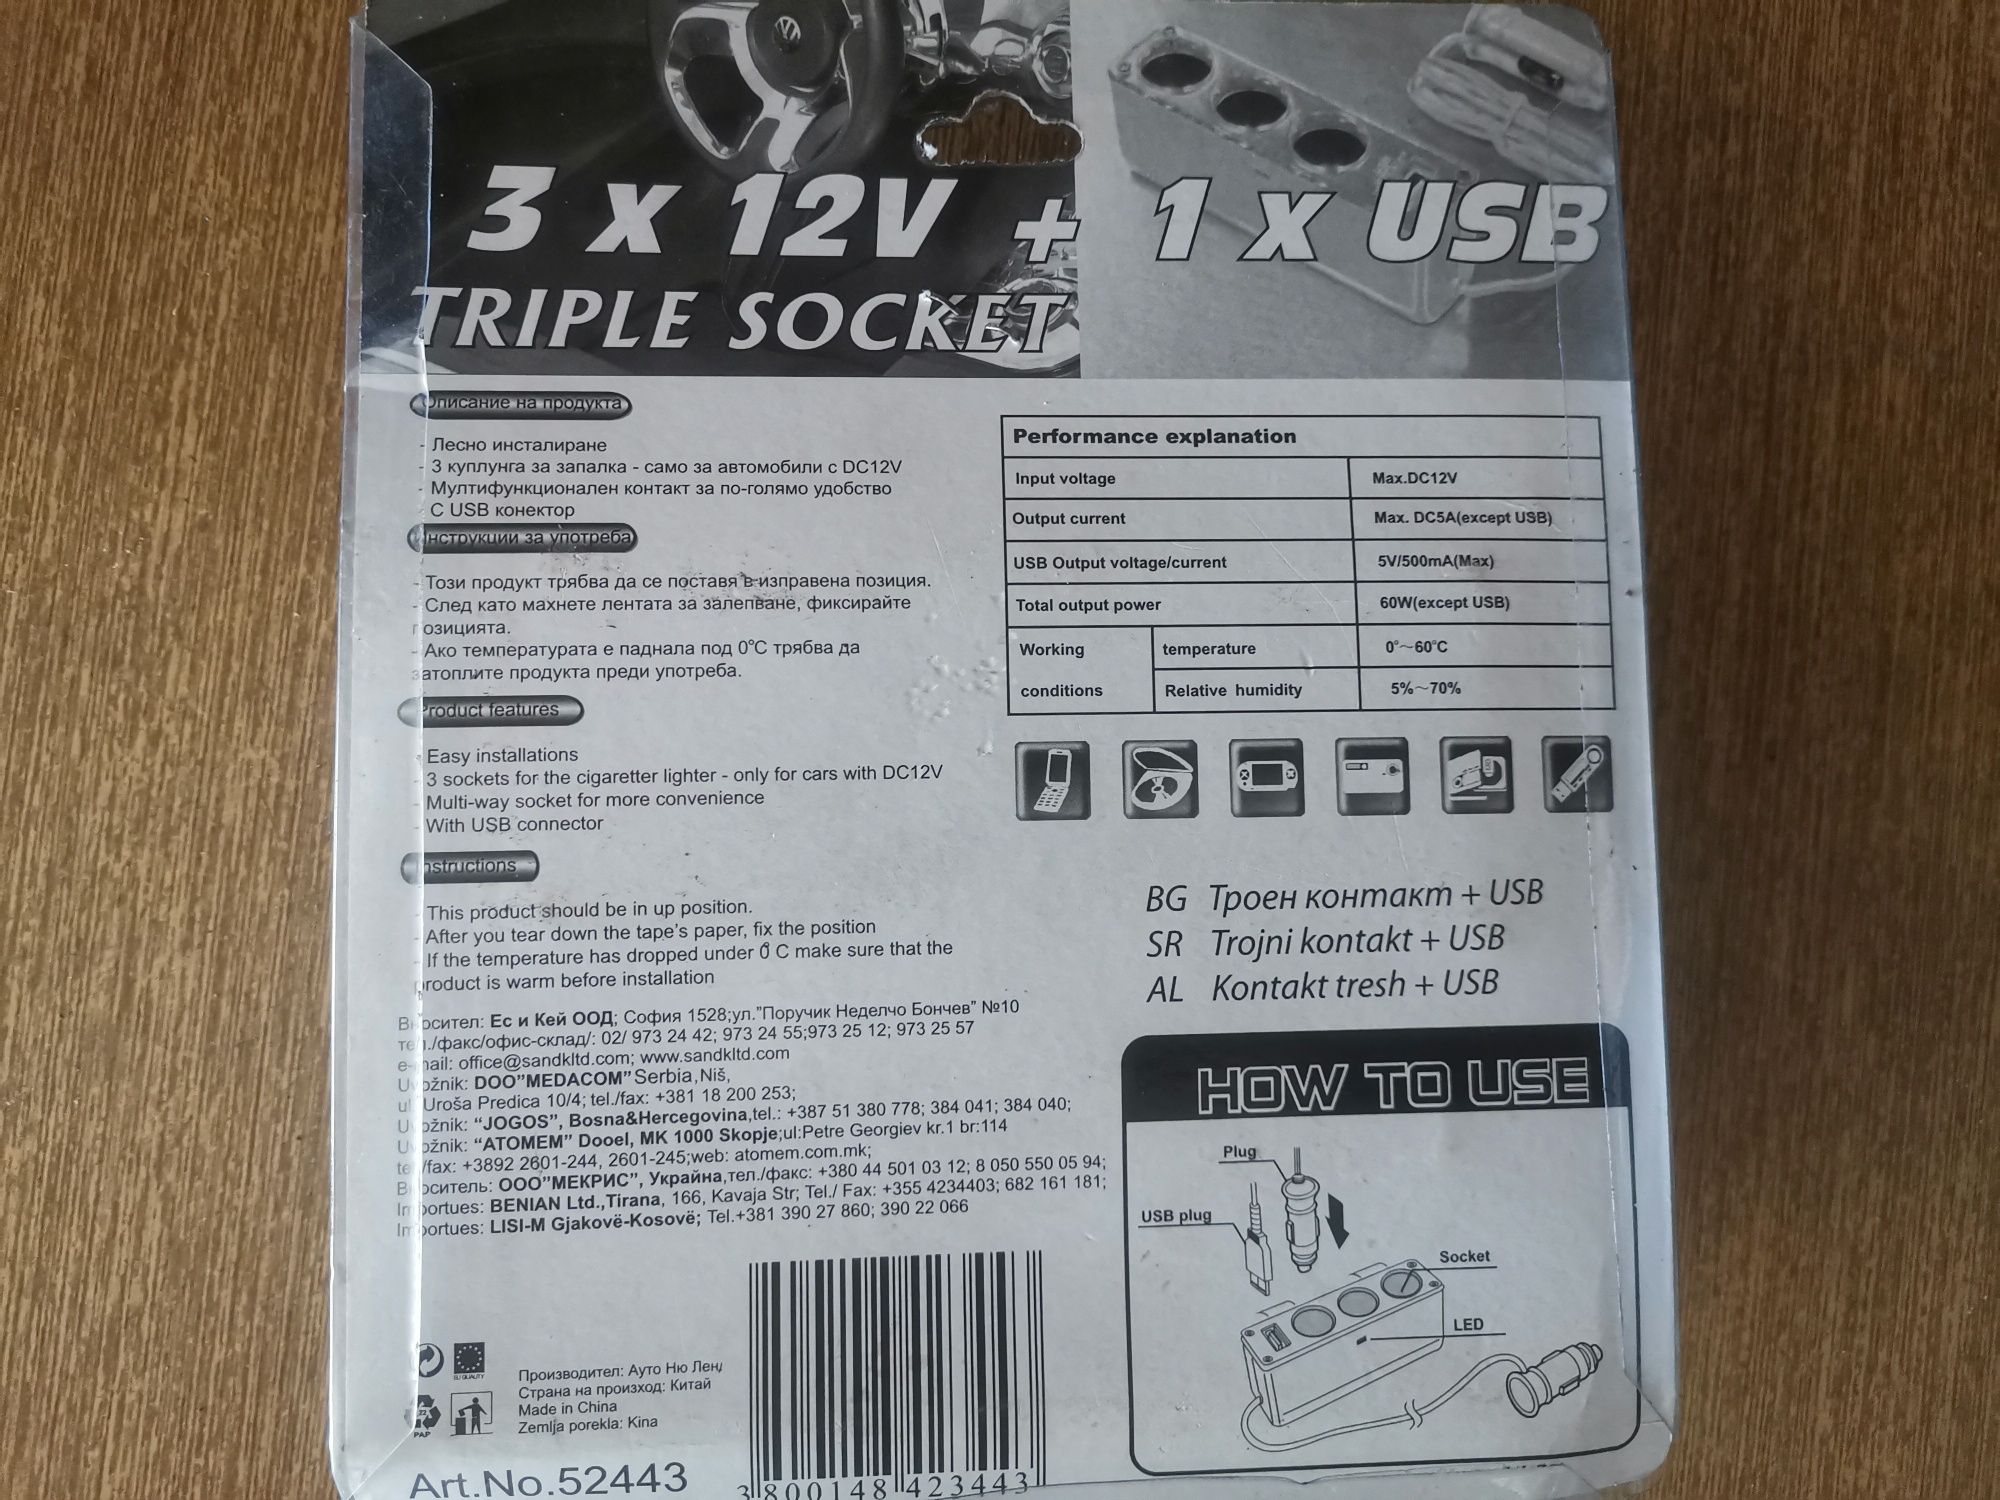 3 x 12V + 1 x USB
TRIPLE SOCKET
Описание на продукта
- Лесно инсталиране
- 3 куплунга за запалка - само за автомобили с DC12V
- Мултифункционален контакт за по-голямо удобство
- С USB конектор
Инструкции за употреба
- Този продукт трябва да се поставя в изправена позиция.
- След като махнете лентата за залепване, фиксирайте
позицията.
- Ако температурата е паднала под 0°C трябва да
затоплите продукта преди употреба.
Product features
- Easy installations
- 3 sockets for the cigaretter lighter - only for cars with DC12V
- Multi-way socket for more convenience
- With USB connector
Instructions
- This product should be in up position.
- After you tear down the tape's paper, fix the position
- If the temperature has dropped under 0° C make sure that the
product is warm before installation
Вносител: Ес и Кей ООД; София 1528;ул."Поручик Неделчо Бончев" №10
тел./факс/офис-склад/: 02/ 973 24 42; 973 24 55;973 25 12; 973 25 57
e-mail: office@sandkltd.com; www.sandkltd.com
Uvožnik: DOO"MEDACOM" Serbia,Niš,
ul. Uroša Predica 10/4; tel./fax: +381 18 200 253;
Uvožnik: "JOGOS", Bosna&Hercegovina,tel.: +387 51 380 778; 384 041; 384 040;
Uvožnik: "ATOMEM" Dooel, MK 1000 Skopje;ul:Petre Georgiev kr.1 br:114
tel/fax: +3892 2601-244, 2601-245;web: atomem.com.mk;
Вноситель: ООО"МЕКРИС", Украйна,тел./факс: +380 44 501 03 12; 8 050 550 05 94;
Importues: BENIAN Ltd.,Tirana, 166, Kavaja Str; Tel./ Fax: +355 4234403; 682 161 181;
Importues: LISI-M Gjakovë-Kosovë; Tel.+381 390 27 860; 390 22 066
Performance explanation
Input voltage Max.DC12V
Output current Max. DC5A(except USB)
USB Output voltage/current 5V/500mA(Max)
Total output power 60W(except USB)
Working conditions temperature 0°~60°C
Relative humidity 5%~70%
BG Троен контакт + USB
SR Trojni kontakt + USB
AL Kontakt tresh + USB
HOW TO USE
Plug
USB plug
Socket
LED
EU QUALITY
22
PAP
Производител: Ауто Ню Ленд
Страна на произход: Китай
Made in China
Zemlja porekla: Kina
Art.No.52443
3 800148 423443